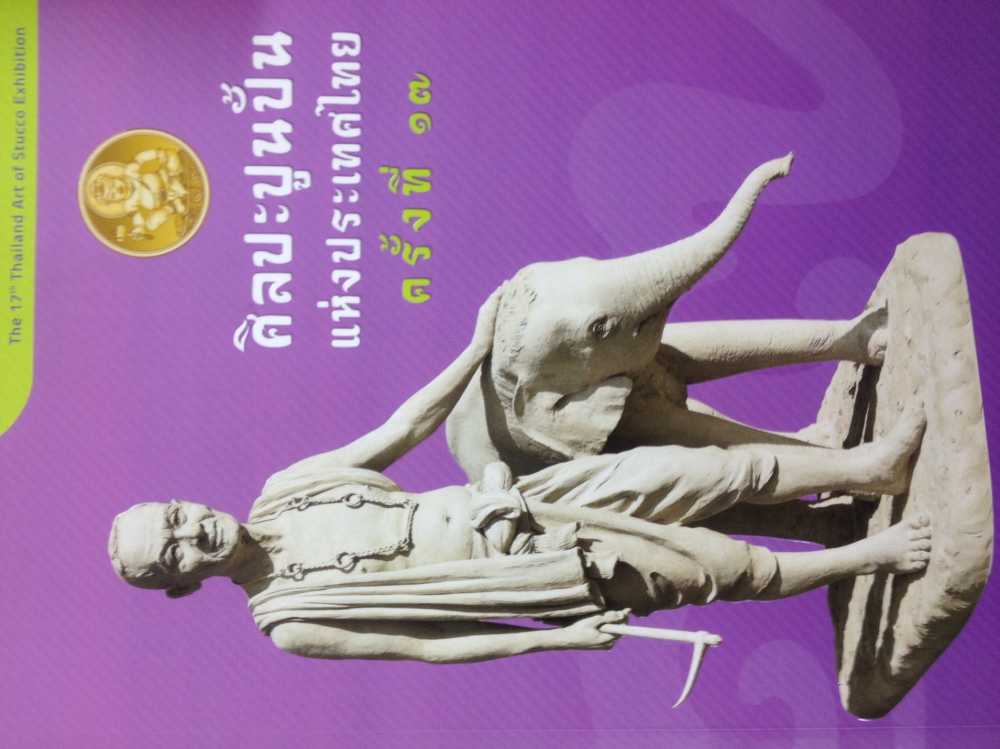 The 17th Thailand Art of Stucco Exhibition
ศิลปะปูนปั้น
แห่งประเทศไทย
ครั้งที่ ๑๗